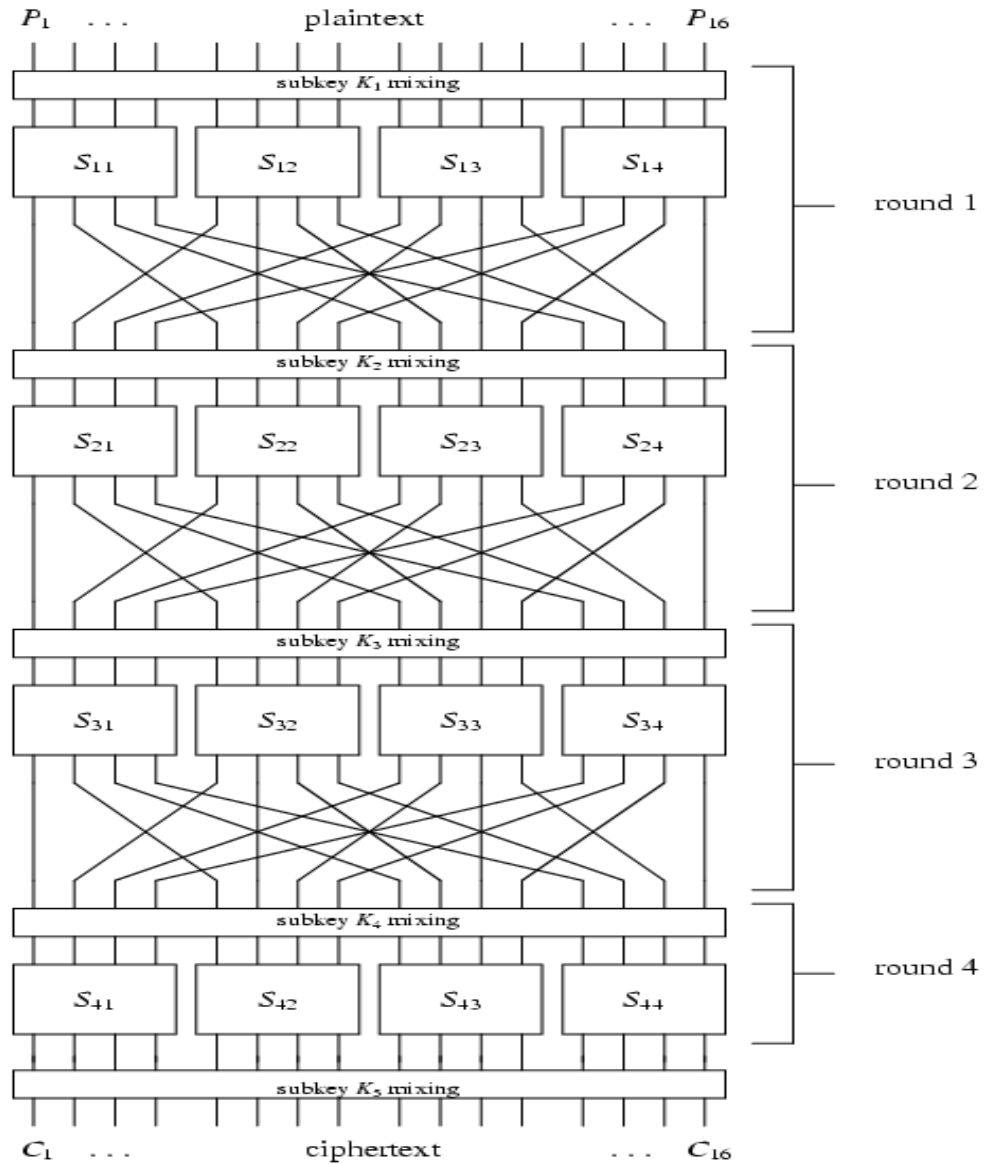 P₁ . . . plaintext . . . P₁₆
subkey K₁ mixing
S₁₁ S₁₂ S₁₃ S₁₄
round 1
subkey K₂ mixing
S₂₁ S₂₂ S₂₃ S₂₄
round 2
subkey K₃ mixing
S₃₁ S₃₂ S₃₃ S₃₄
round 3
subkey K₄ mixing
S₄₁ S₄₂ S₄₃ S₄₄
round 4
subkey K₅ mixing
C₁ . . . ciphertext . . . C₁₆